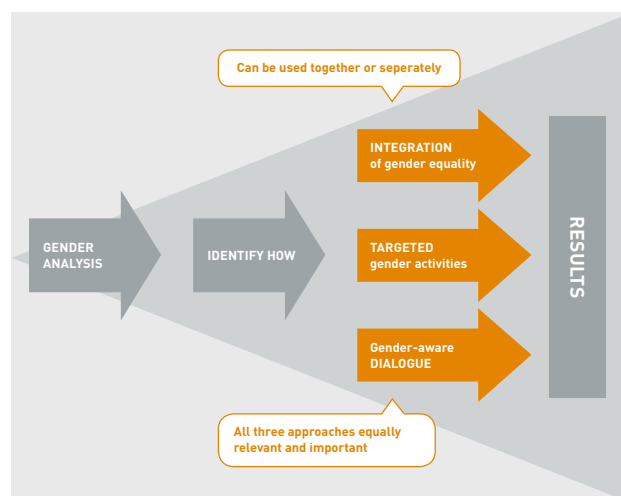 Can be used together or seperately
INTEGRATION
of gender equality
GENDER
ANALYSIS
IDENTIFY HOW
TARGETED
gender activities
RESULTS
Gender-aware
DIALOGUE
All three approaches equally
relevant and important